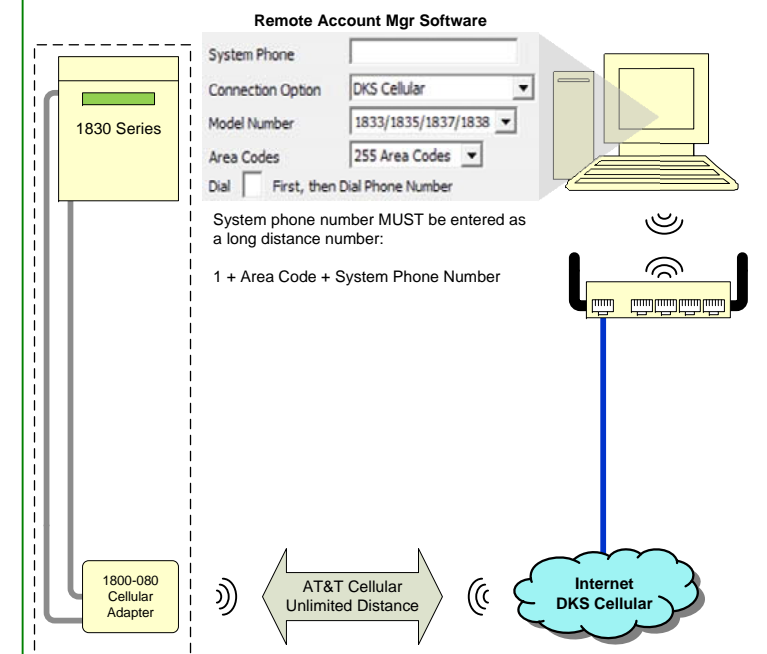 Remote Account Mgr Software
System Phone
Connection Option DKS Cellular
Model Number 1833/1835/1837/1838
Area Codes 255 Area Codes
Dial First, then Dial Phone Number
1830 Series
System phone number MUST be entered as
a long distance number:
1 + Area Code + System Phone Number
1800-080
Cellular
Adapter
AT&T Cellular
Unlimited Distance
Internet
DKS Cellular